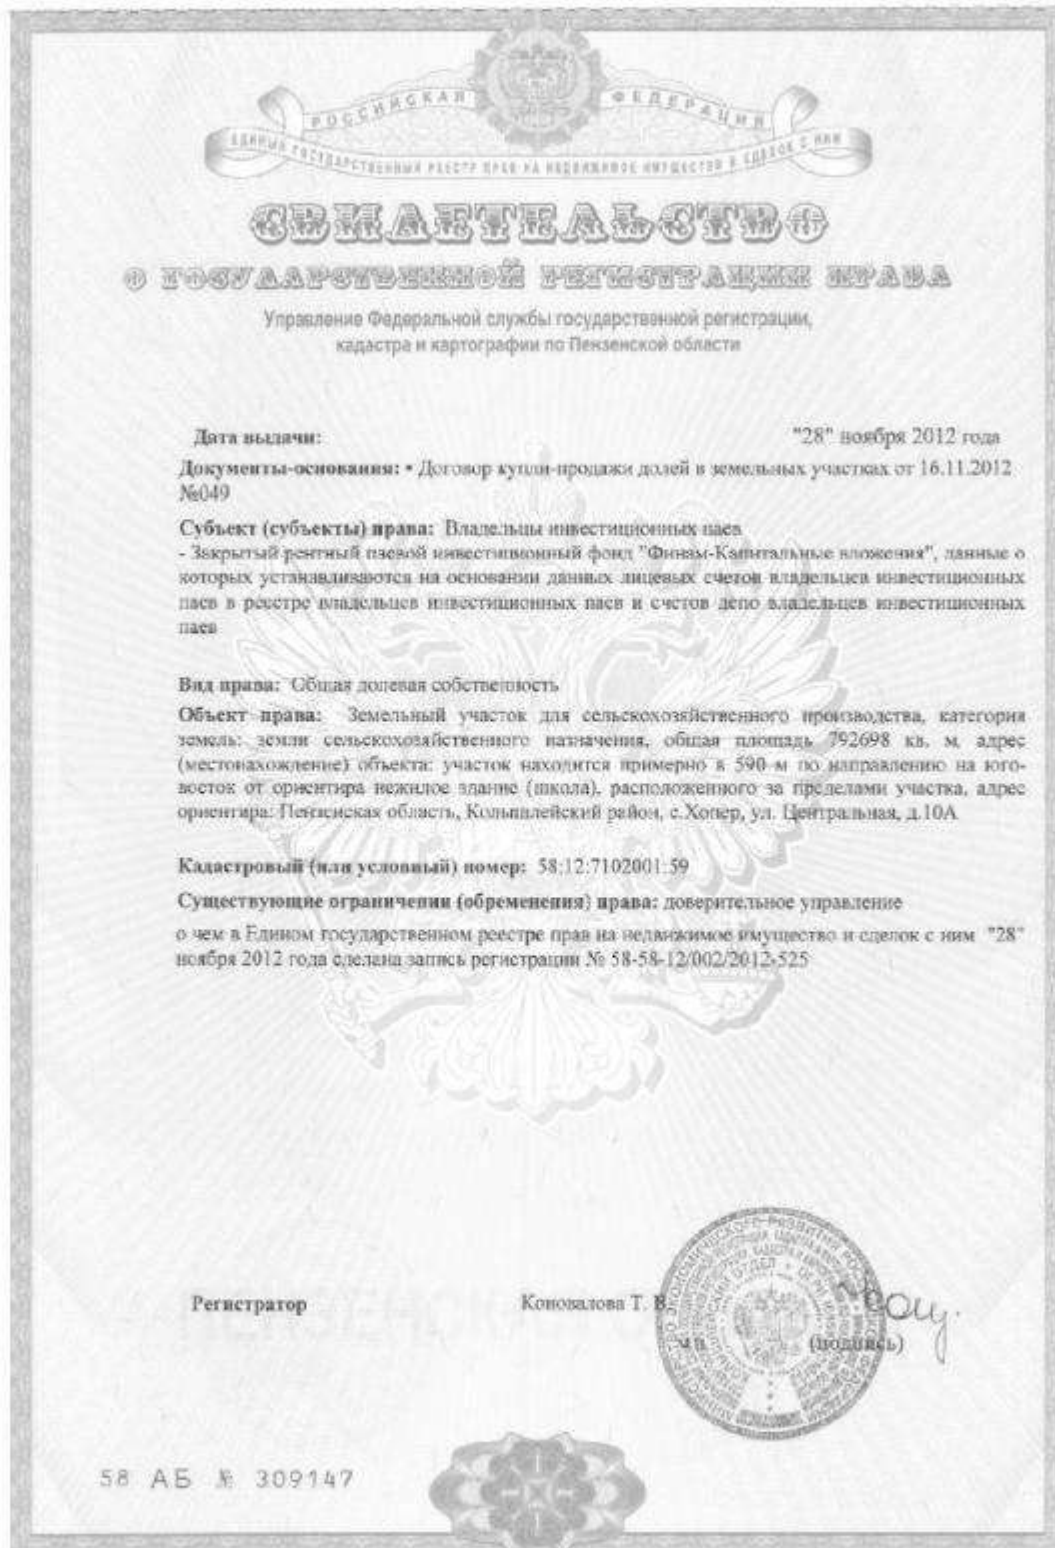 РОССИЙСКАЯ ФЕДЕРАЦИЯ
ЕДИНЫЙ ГОСУДАРСТВЕННЫЙ РЕЕСТР ПРАВ НА НЕДВИЖИМОЕ ИМУЩЕСТВО И СДЕЛОК С НИМ
СВИДЕТЕЛЬСТВО
О ГОСУДАРСТВЕННОЙ РЕГИСТРАЦИИ ПРАВА
Управление Федеральной службы государственной регистрации,
кадастра и картографии по Пензенской области
Дата выдачи: "28" ноября 2012 года
Документы-основания: • Договор купли-продажи долей в земельных участках от 16.11.2012
№049
Субъект (субъекты) права: Владельцы инвестиционных паев
- Закрытый рентный паевой инвестиционный фонд "Финам-Капитальные вложения", данные о
которых устанавливаются на основании данных лицевых счетов владельцев инвестиционных
паев в реестре владельцев инвестиционных паев и счетов депо владельцев инвестиционных
паев
Вид права: Общая долевая собственность
Объект права: Земельный участок для сельскохозяйственного производства, категория
земель: земли сельскохозяйственного назначения, общая площадь 792698 кв. м, адрес
(местонахождение) объекта: участок находится примерно в 590 м по направлению на юго-
восток от ориентира нежилое здание (школа), расположенного за пределами участка, адрес
ориентира: Пензенская область, Колышлейский район, с.Хопер, ул. Центральная, д.10А
Кадастровый (или условный) номер: 58:12:7102001:59
Существующие ограничения (обременения) права: доверительное управление
о чем в Едином государственном реестре прав на недвижимое имущество и сделок с ним "28"
ноября 2012 года сделана запись регистрации № 58-58-12/002/2012-525
Регистратор Коновалова Т. В.
(подпись)
58 АБ № 309147